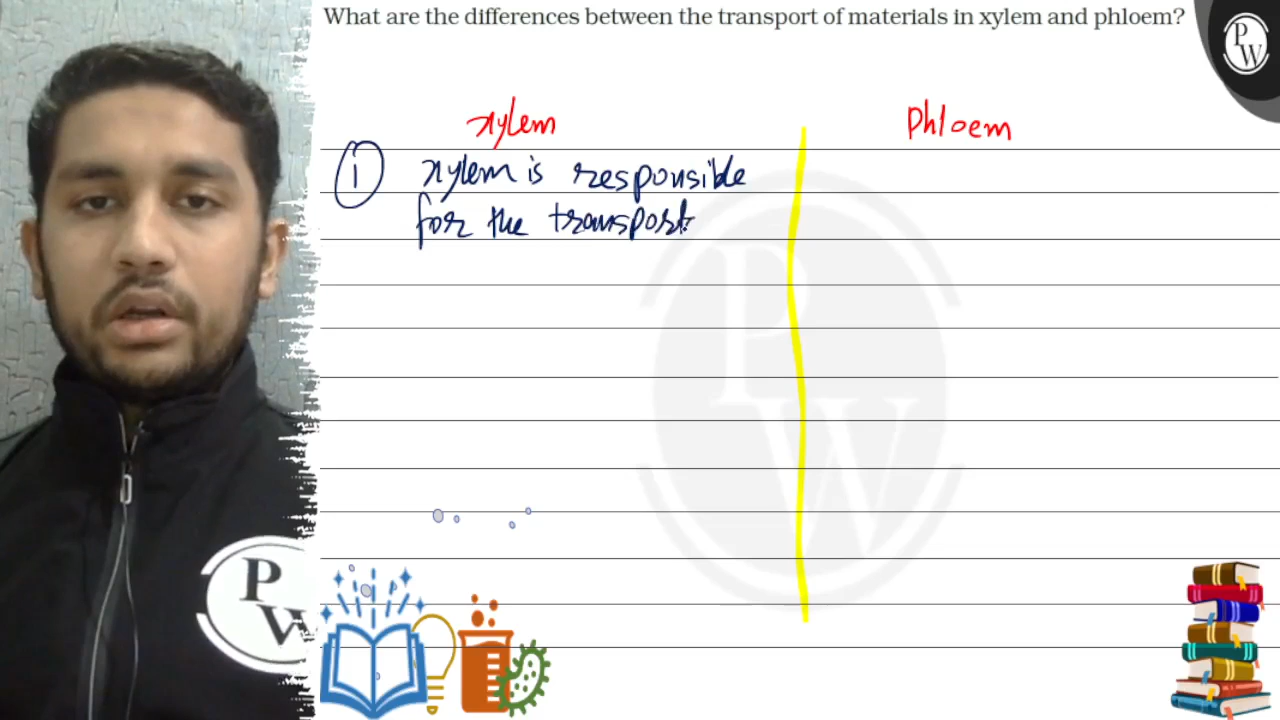 What are the differences between the transport of materials in xylem and phloem?
P
W
xylem
Phloem
1 xylem is responsible
for the transport
P
W
P
W